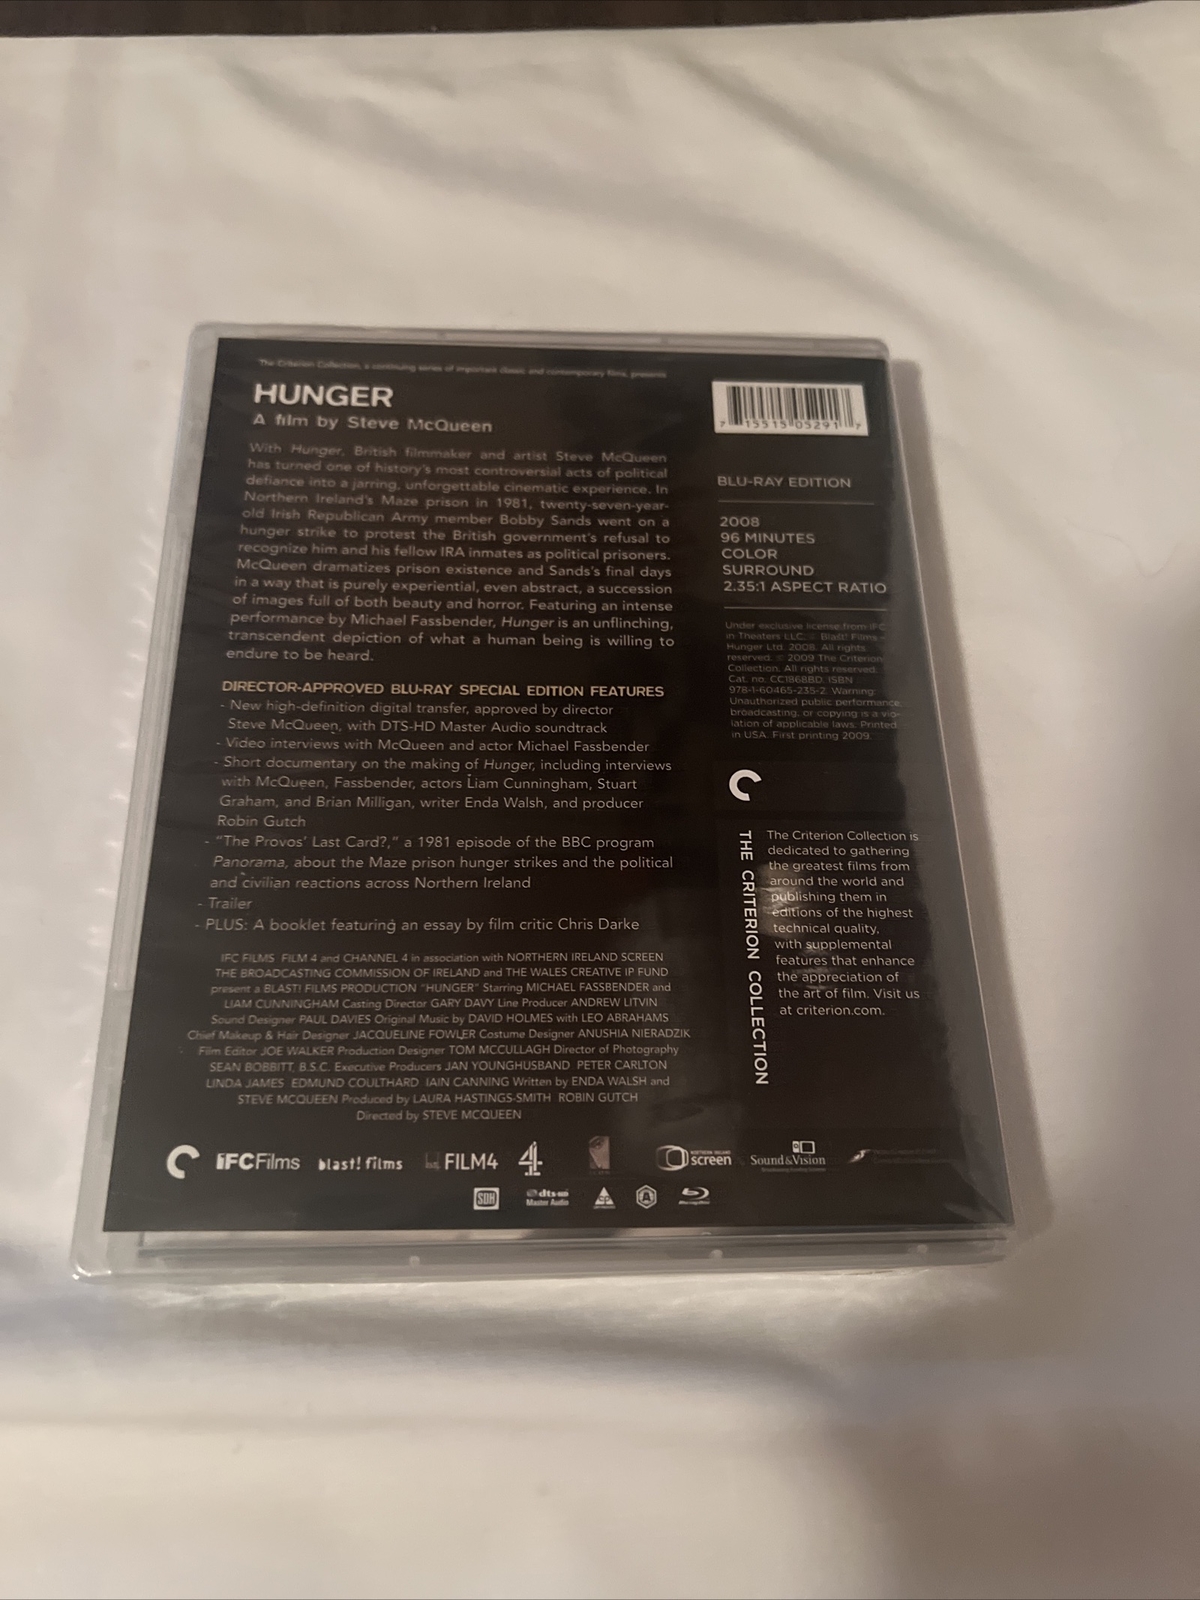 The Criterion Collection, a continuing series of important classic and contemporary films, presents
HUNGER
A film by Steve McQueen
With Hunger, British filmmaker and artist Steve McQueen
has turned one of history's most controversial acts of political
defiance into a jarring, unforgettable cinematic experience. In
Northern Ireland's Maze prison in 1981, twenty-seven-year-
old Irish Republican Army member Bobby Sands went on a
hunger strike to protest the British government's refusal to
recognize him and his fellow IRA inmates as political prisoners.
McQueen dramatizes prison existence and Sands's final days
in a way that is purely experiential, even abstract, a succession
of images full of both beauty and horror. Featuring an intense
performance by Michael Fassbender, Hunger is an unflinching,
transcendent depiction of what a human being is willing to
endure to be heard.
DIRECTOR-APPROVED BLU-RAY SPECIAL EDITION FEATURES
- New high-definition digital transfer, approved by director
Steve McQueen, with DTS-HD Master Audio soundtrack
- Video interviews with McQueen and actor Michael Fassbender
- Short documentary on the making of Hunger, including interviews
with McQueen, Fassbender, actors Liam Cunningham, Stuart
Graham, and Brian Milligan, writer Enda Walsh, and producer
Robin Gutch
- "The Provos' Last Card?," a 1981 episode of the BBC program
Panorama, about the Maze prison hunger strikes and the political
and civilian reactions across Northern Ireland
- Trailer
- PLUS: A booklet featuring an essay by film critic Chris Darke
IFC FILMS FILM 4 and CHANNEL 4 in association with NORTHERN IRELAND SCREEN
THE BROADCASTING COMMISSION OF IRELAND and THE WALES CREATIVE IP FUND
present a BLAST! FILMS PRODUCTION "HUNGER" Starring MICHAEL FASSBENDER and
LIAM CUNNINGHAM Casting Director GARY DAVY Line Producer ANDREW LITVIN
Sound Designer PAUL DAVIES Original Music by DAVID HOLMES with LEO ABRAHAMS
Chief Makeup & Hair Designer JACQUELINE FOWLER Costume Designer ANUSHIA NIERADZIK
Film Editor JOE WALKER Production Designer TOM MCCULLAGH Director of Photography
SEAN BOBBITT, B.S.C. Executive Producers JAN YOUNGHUSBAND PETER CARLTON
LINDA JAMES EDMUND COULTHARD IAIN CANNING Written by ENDA WALSH and
STEVE MCQUEEN Produced by LAURA HASTINGS-SMITH ROBIN GUTCH
Directed by STEVE MCQUEEN
7 15515 05291 7
BLU-RAY EDITION
2008
96 MINUTES
COLOR
SURROUND
2.35:1 ASPECT RATIO
Under exclusive license from IFC
in Theaters LLC. © Blast! Films–
Hunger Ltd. 2008. All rights
reserved. © 2009 The Criterion
Collection. All rights reserved.
Cat. no. CC1868BD. ISBN
978-1-60465-235-2. Warning:
Unauthorized public performance,
broadcasting, or copying is a vio-
lation of applicable laws. Printed
in USA. First printing 2009.
THE CRITERION COLLECTION
The Criterion Collection is
dedicated to gathering
the greatest films from
around the world and
publishing them in
editions of the highest
technical quality,
with supplemental
features that enhance
the appreciation of
the art of film. Visit us
at criterion.com.
IFC Films blast! films FILM4 4 NORTHERN IRELAND screen Sound&Vision
SDH dts-HD Master Audio SP A Blu-ray Disc